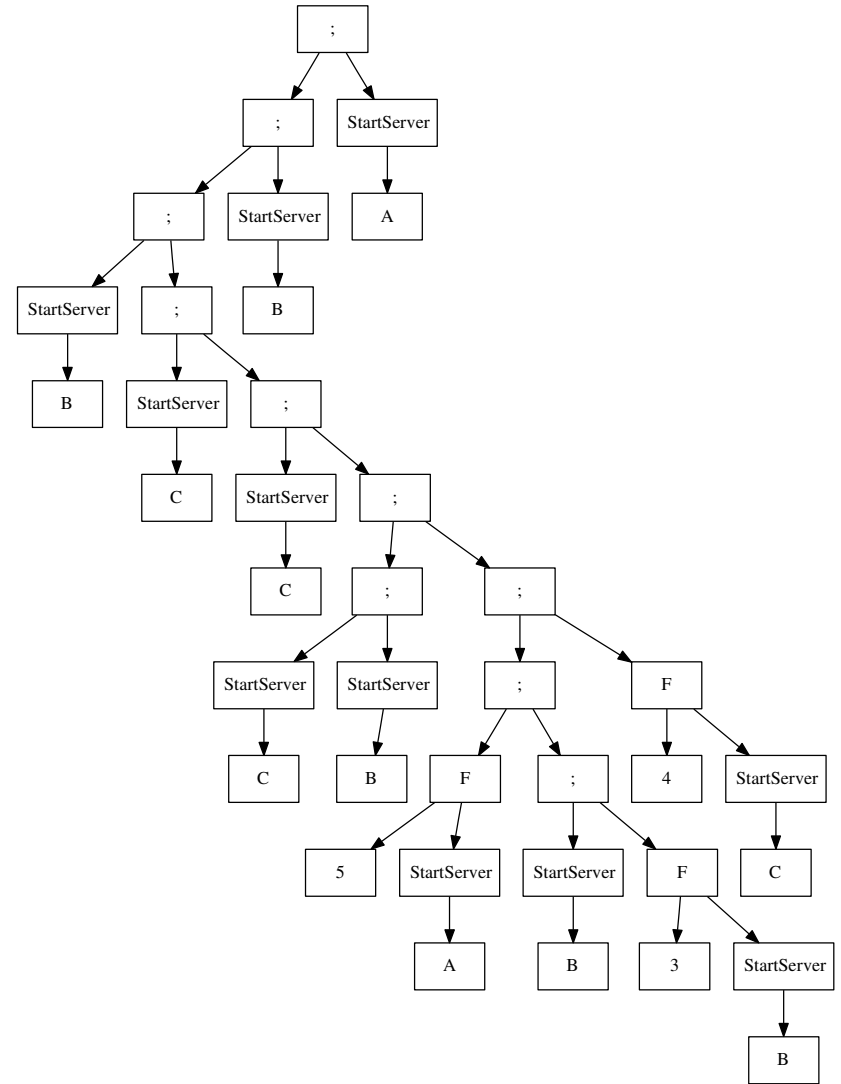 ;
; StartServer
; StartServer A
StartServer ; B
B StartServer ;
C StartServer ;
C ; ;
StartServer StartServer ; F
C B F ; 4 StartServer
5 StartServer StartServer F C
A B 3 StartServer
B